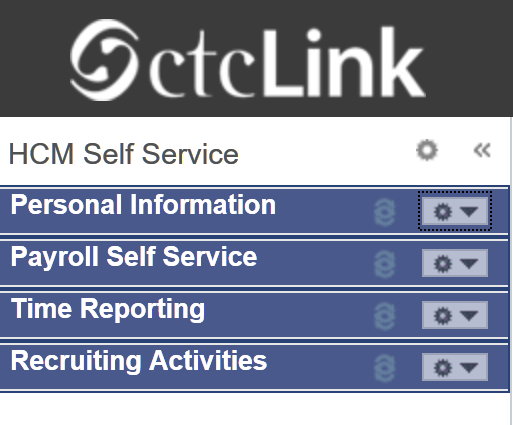 ctcLink
HCM Self Service
Personal Information
Payroll Self Service
Time Reporting
Recruiting Activities